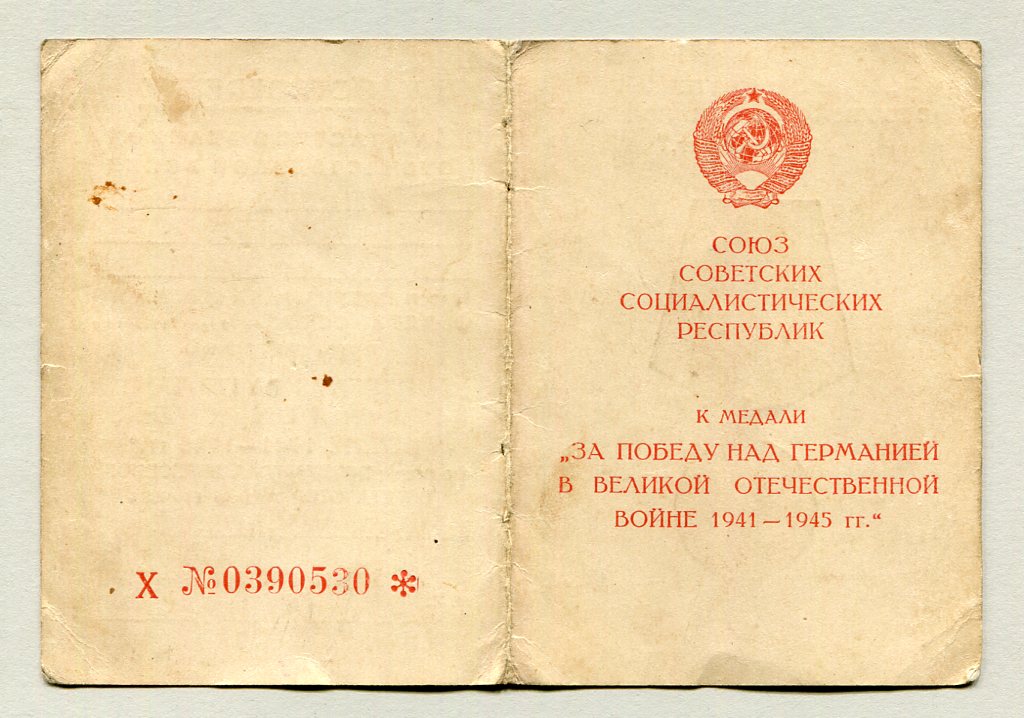 Х №0390530 *
СОЮЗ
СОВЕТСКИХ
СОЦИАЛИСТИЧЕСКИХ
РЕСПУБЛИК
К МЕДАЛИ
„ЗА ПОБЕДУ НАД ГЕРМАНИЕЙ
В ВЕЛИКОЙ ОТЕЧЕСТВЕННОЙ
ВОЙНЕ 1941—1945 гг.“